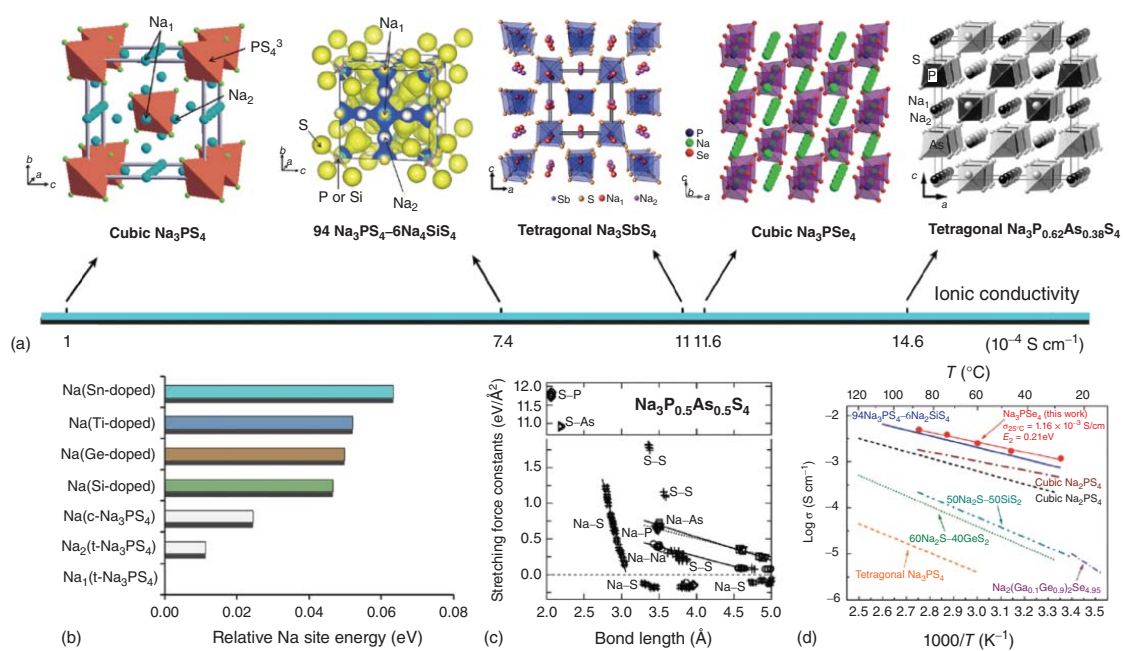 Na₁
PS₄³
Na₂
b
a
c
Cubic Na₃PS₄
Na₁
S
P or Si
Na₂
b
a
c
94 Na₃PS₄–6Na₄SiS₄
c
a
Sb
S
Na₁
Na₂
Tetragonal Na₃SbS₄
P
Na
Se
c
b
a
Cubic Na₃PSe₄
S
P
Na₁
Na₂
As
c
a
Tetragonal Na₃P₀.₆₂As₀.₃₈S₄
Ionic conductivity
(a)
1
7.4
11
11.6
14.6
(10⁻⁴ S cm⁻¹)
Na(Sn-doped)
Na(Ti-doped)
Na(Ge-doped)
Na(Si-doped)
Na(c-Na₃PS₄)
Na₂(t-Na₃PS₄)
Na₁(t-Na₃PS₄)
0.00 0.02 0.04 0.06 0.08
(b)
Relative Na site energy (eV)
Stretching force constants (eV/Å²)
12.0
11.0
1.5
1.0
0.5
0.0
S–P
S–As
Na₃P₀.₅As₀.₅S₄
S–S
S–S
Na–S
Na–As
Na–P
Na–Na
S–S
Na–S
Na–S
2.0 2.5 3.0 3.5 4.0 4.5 5.0
(c)
Bond length (Å)
T (°C)
120 100 80 60 40 30 20
Log σ (S cm⁻¹)
−2
−3
−4
−5
−6
94Na₃PS₄–6Na₂SiS₄
Na₃PSe₄ (this work)
σ₂₅°C = 1.16 × 10⁻³ S/cm
E₂ = 0.21eV
Cubic Na₂PS₄
Cubic Na₂PS₄
50Na₂S–50SiS₂
60Na₂S–40GeS₂
Tetragonal Na₃PS₄
Na₂(Ga₀.₁Ge₀.₉)₂Se₄.₉₅
2.5 2.6 2.7 2.8 2.9 3.0 3.1 3.2 3.3 3.4 3.5
(d)
1000/T (K⁻¹)